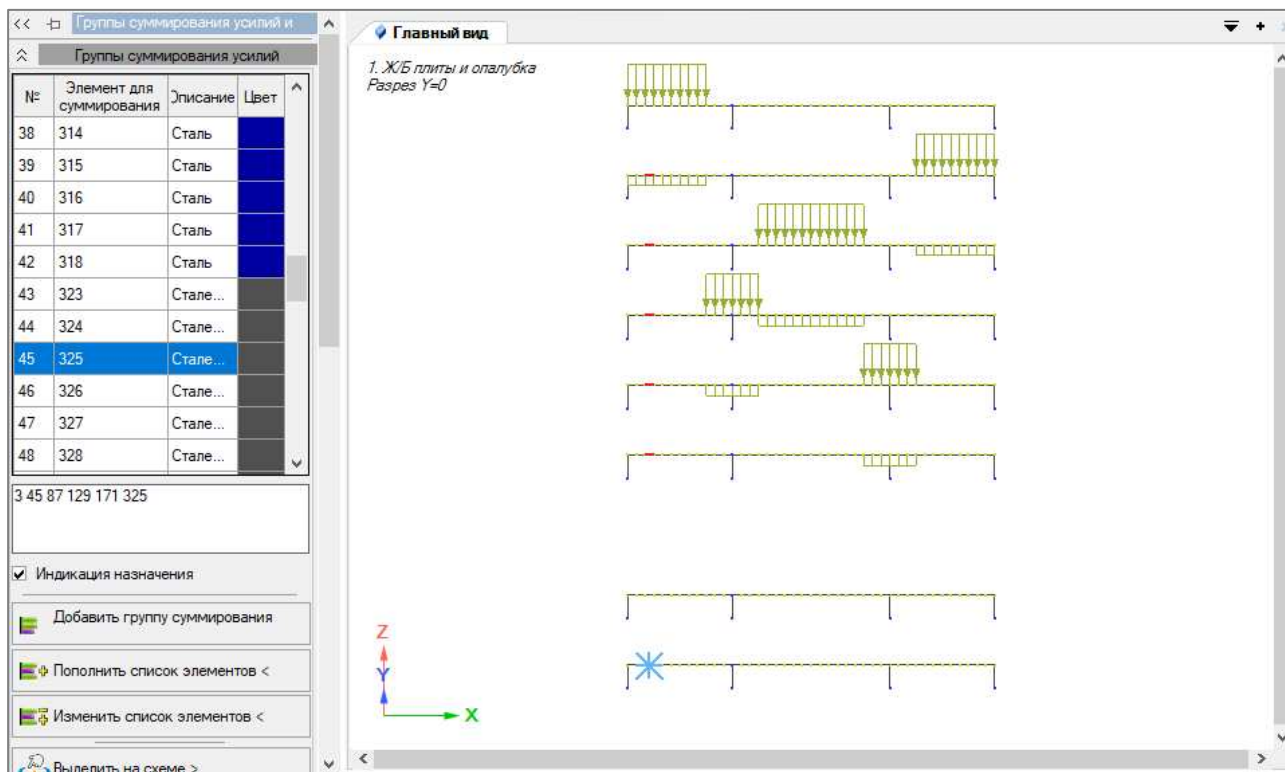 Группы суммирования усилий и
Группы суммирования усилий
№ Элемент для суммирования Описание Цвет
38 314 Сталь
39 315 Сталь
40 316 Сталь
41 317 Сталь
42 318 Сталь
43 323 Стале...
44 324 Стале...
45 325 Стале...
46 326 Стале...
47 327 Стале...
48 328 Стале...
3 45 87 129 171 325
Индикация назначения
Добавить группу суммирования
Пополнить список элементов <
Изменить список элементов <
Выделить на схеме >
Главный вид
1. Ж/Б плиты и опалубка
Разрез Y=0
Z
Y
X